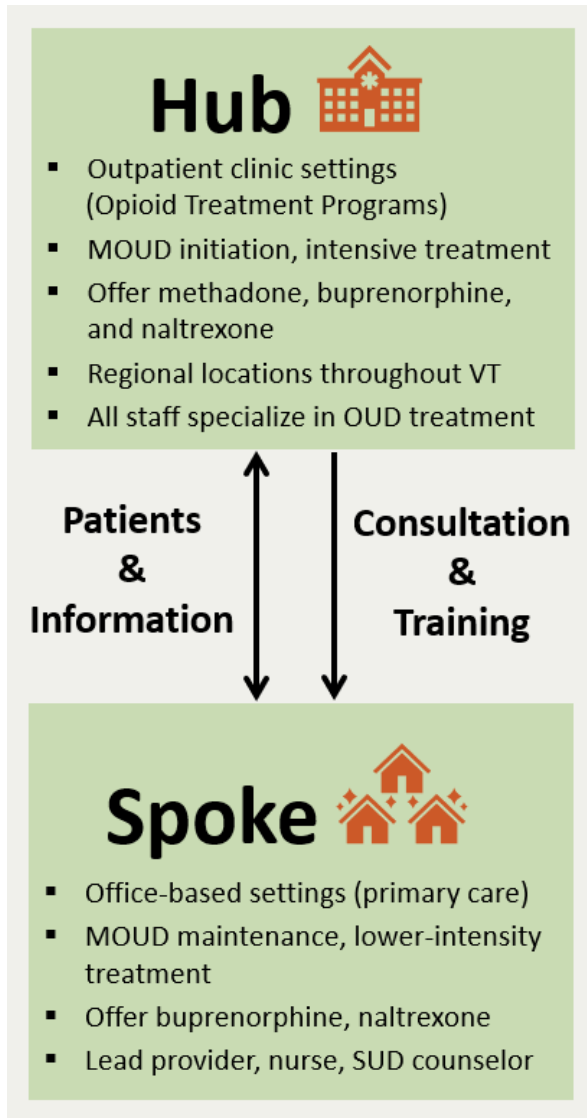 Hub
▪ Outpatient clinic settings
(Opioid Treatment Programs)
▪ MOUD initiation, intensive treatment
▪ Offer methadone, buprenorphine,
and naltrexone
▪ Regional locations throughout VT
▪ All staff specialize in OUD treatment
Patients
&
Information
Consultation
&
Training
Spoke
▪ Office-based settings (primary care)
▪ MOUD maintenance, lower-intensity
treatment
▪ Offer buprenorphine, naltrexone
▪ Lead provider, nurse, SUD counselor